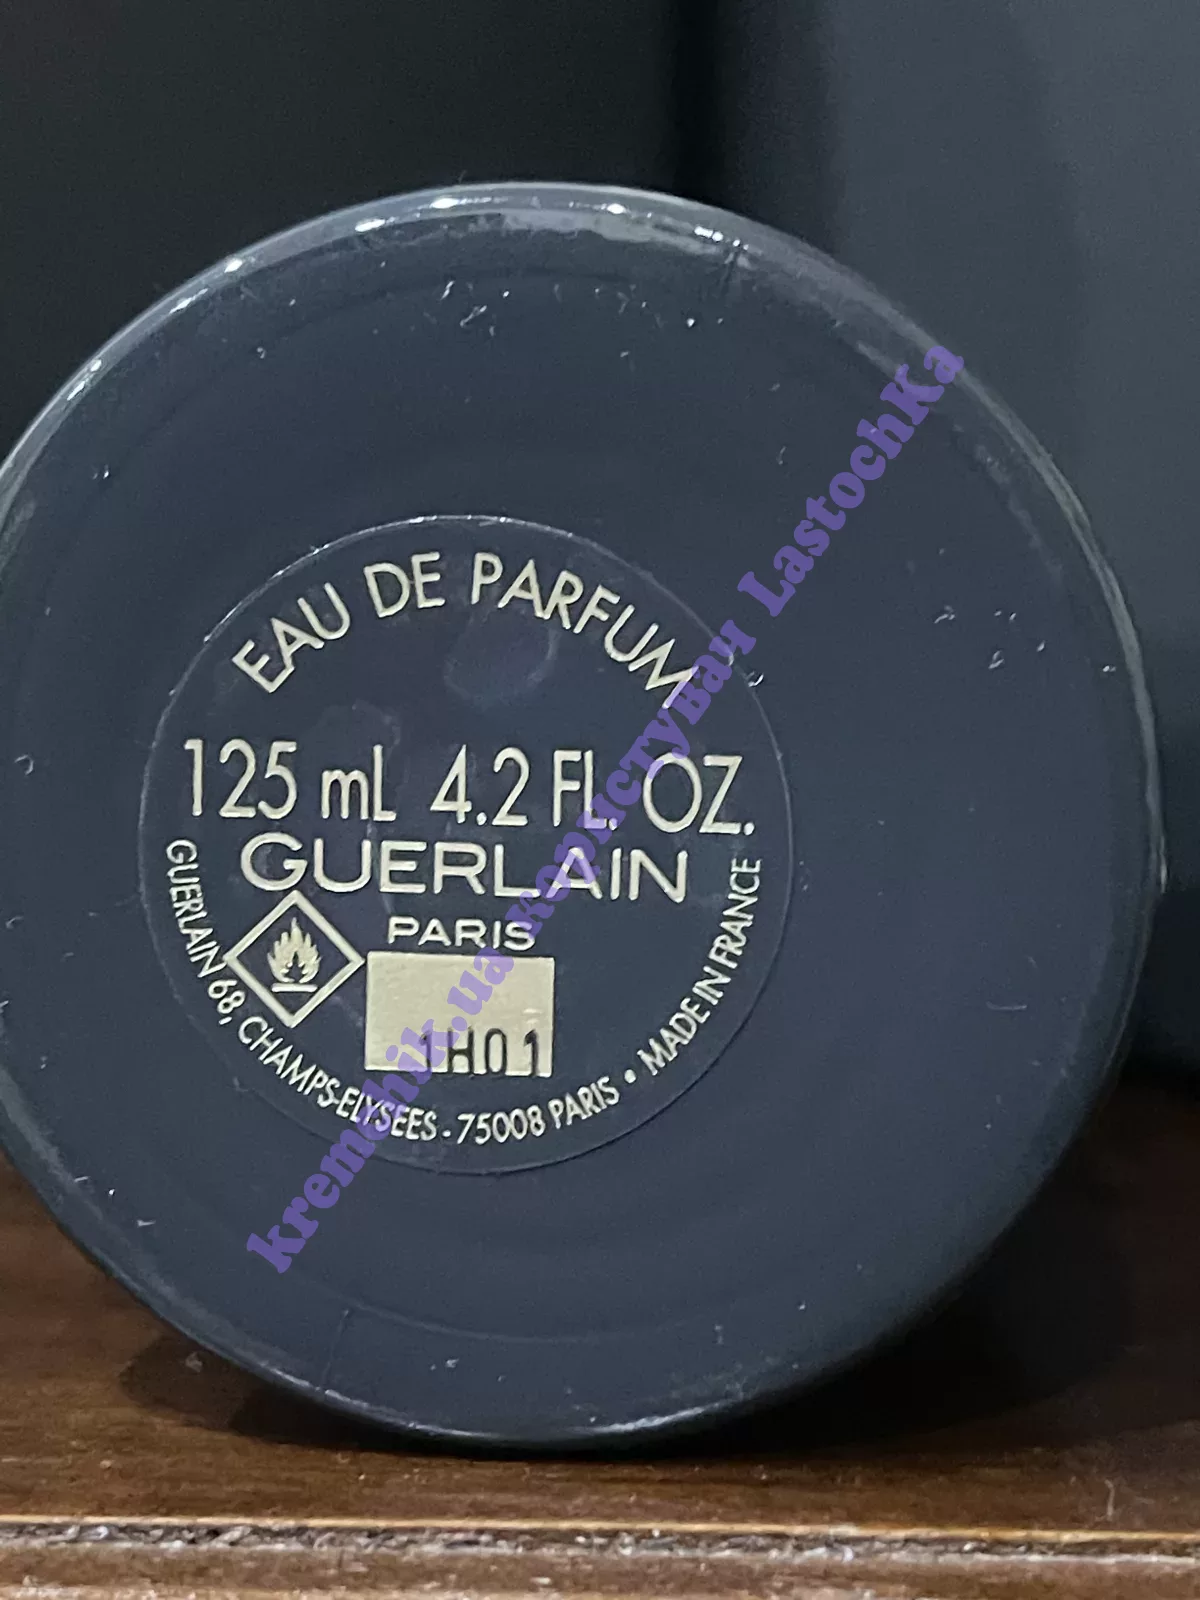 EAU DE PARFUM
125 mL 4.2 FL. OZ.
GUERLAIN
PARIS
1H01
GUERLAIN 68, CHAMPS-ELYSEES - 75008 PARIS • MADE IN FRANCE
kremchik.ua користувач LastochKa